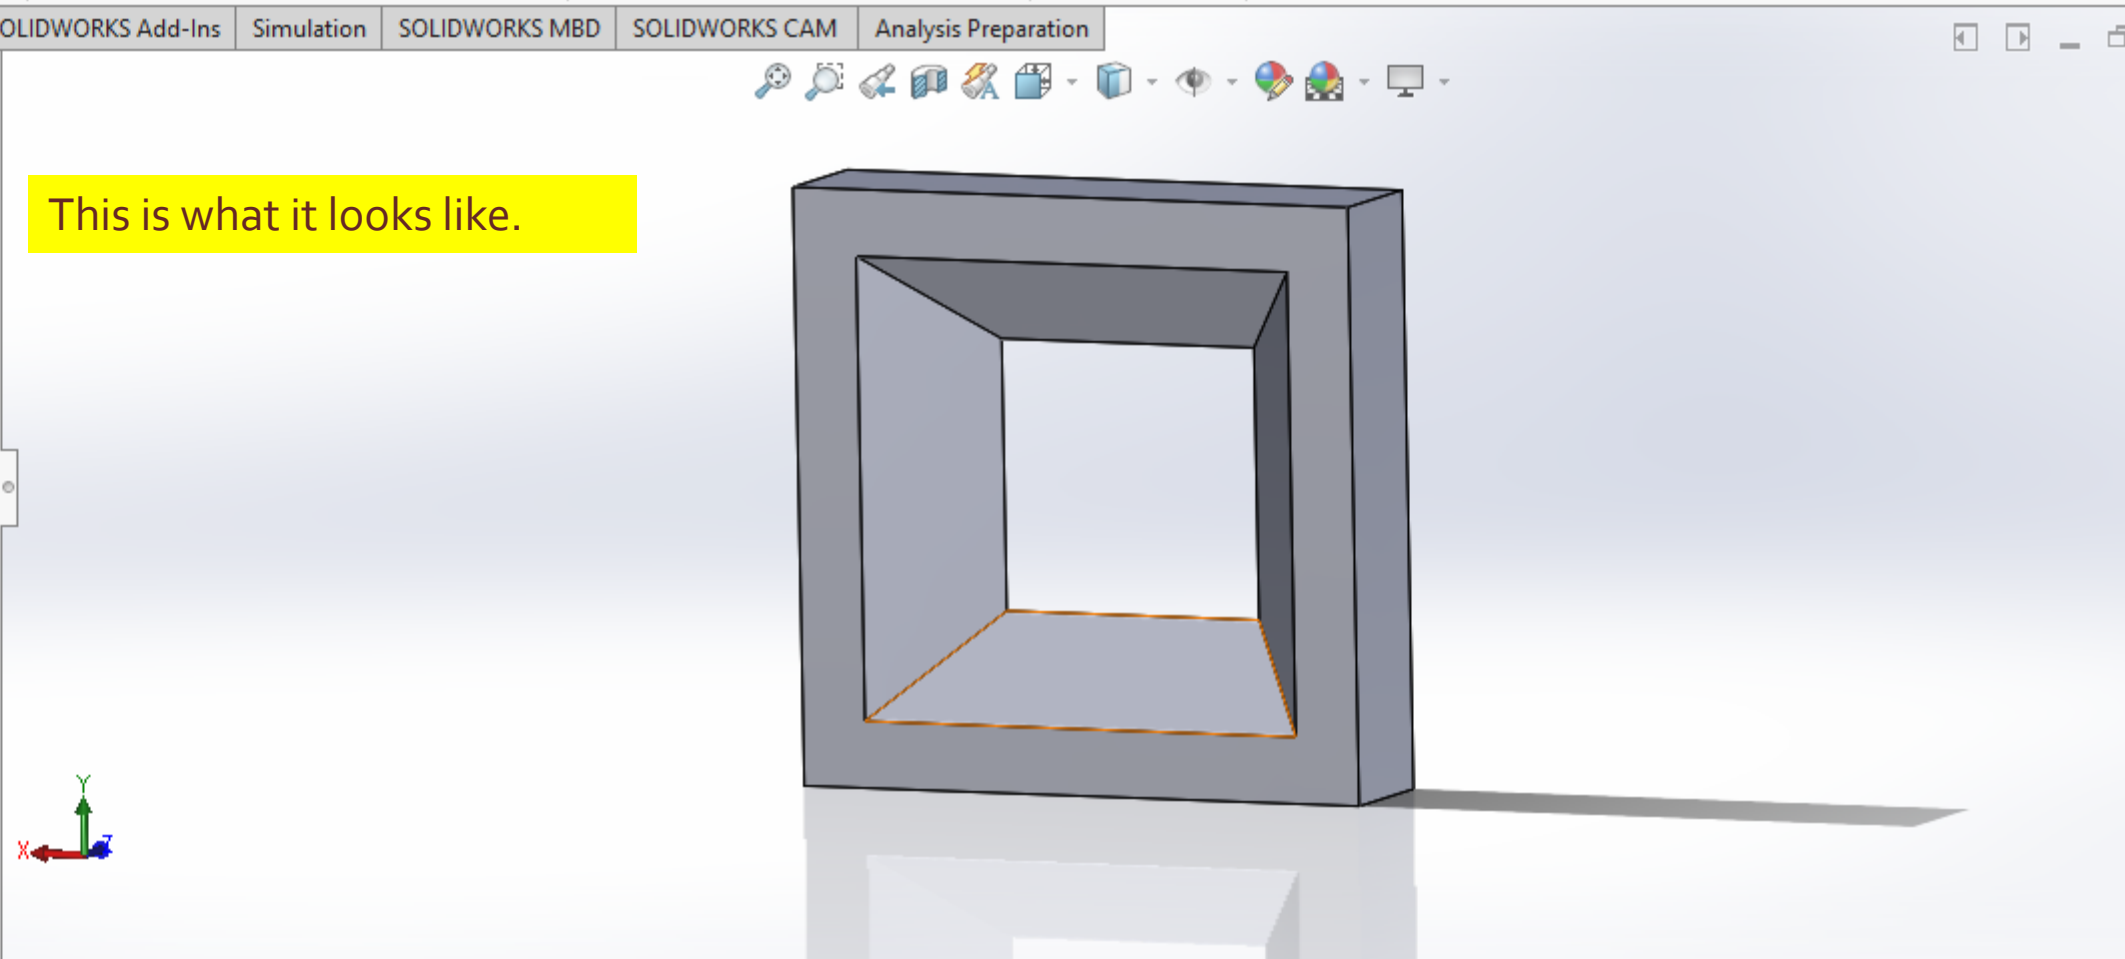 OLIDWORKS Add-Ins
Simulation
SOLIDWORKS MBD
SOLIDWORKS CAM
Analysis Preparation
This is what it looks like.
Y
X
Z